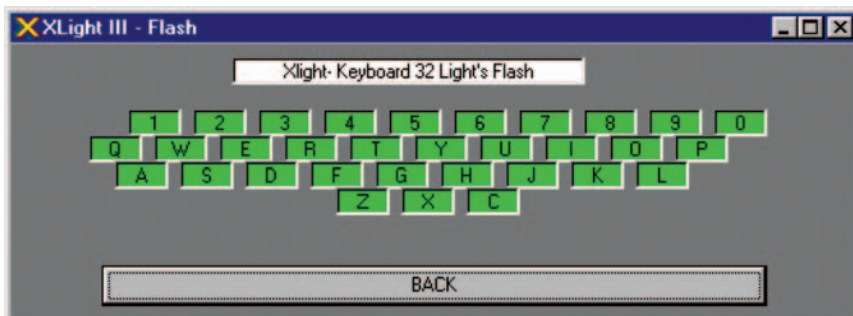 XLight III - Flash
Xlight- Keyboard 32 Light's Flash
1 2 3 4 5 6 7 8 9 0
Q W E R T Y U I O P
A S D F G H J K L
Z X C
BACK